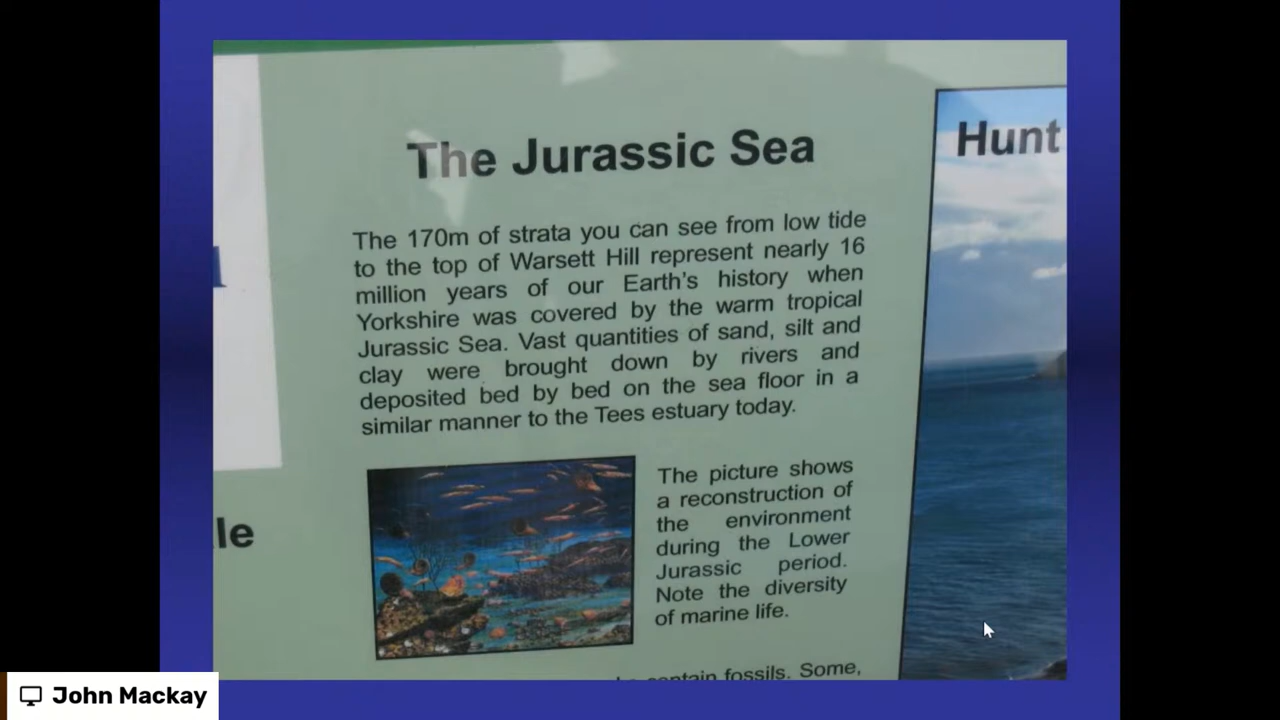 The Jurassic Sea
Hunt
The 170m of strata you can see from low tide
to the top of Warsett Hill represent nearly 16
million years of our Earth's history when
Yorkshire was covered by the warm tropical
Jurassic Sea. Vast quantities of sand, silt and
clay were brought down by rivers and
deposited bed by bed on the sea floor in a
similar manner to the Tees estuary today.
le
The picture shows
a reconstruction of
the environment
during the Lower
Jurassic period.
Note the diversity
of marine life.
contain fossils. Some,
John Mackay